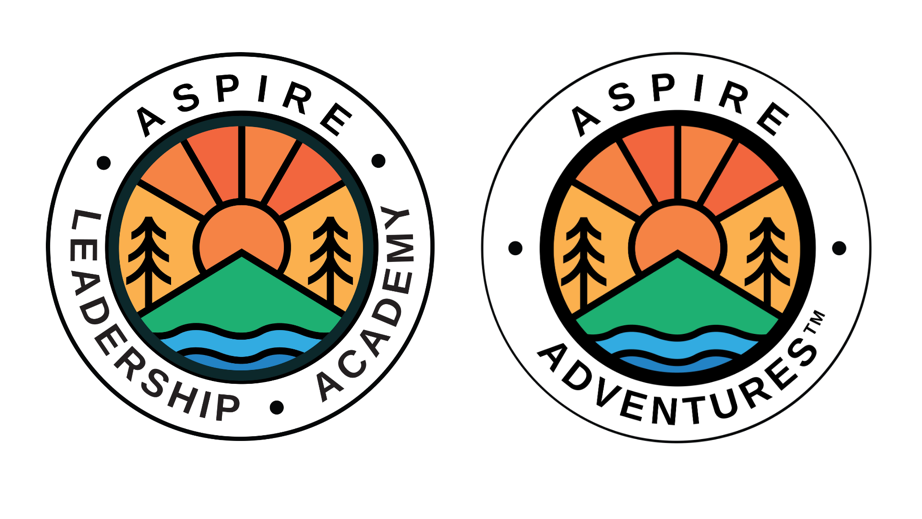 ASPIRE
LEADERSHIP • ACADEMY
ASPIRE
ADVENTURES™